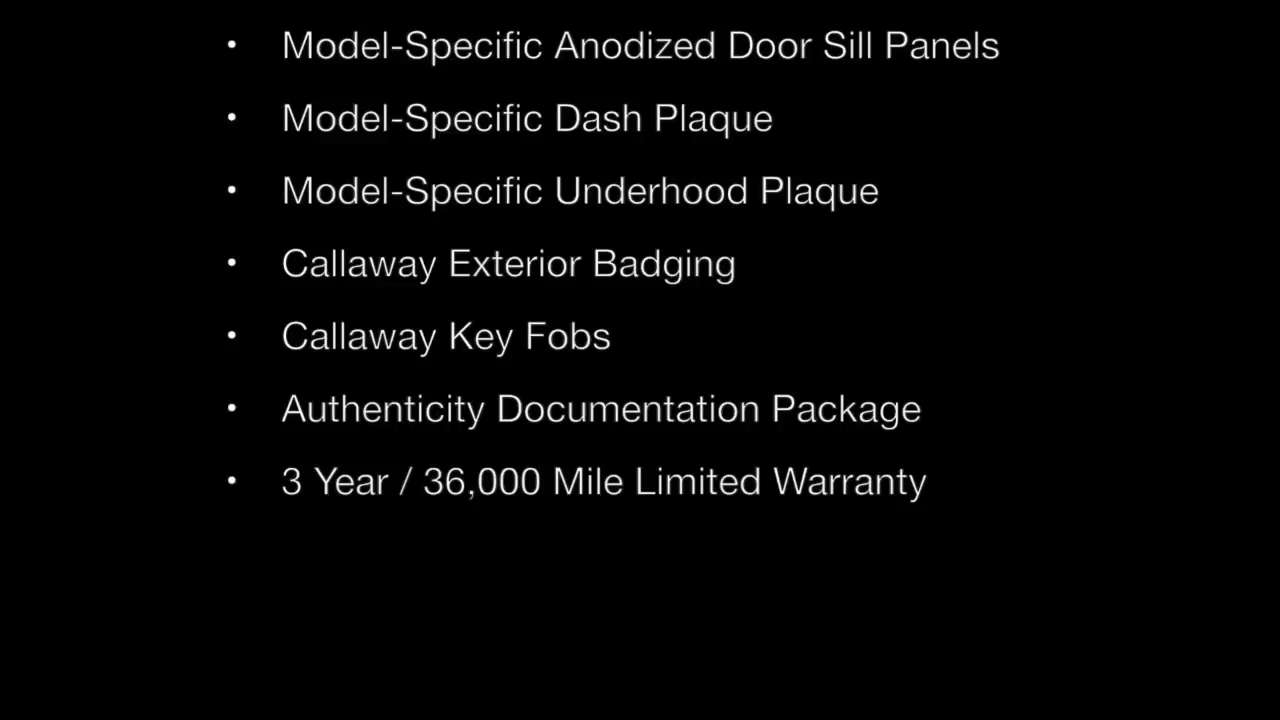 • Model-Specific Anodized Door Sill Panels
• Model-Specific Dash Plaque
• Model-Specific Underhood Plaque
• Callaway Exterior Badging
• Callaway Key Fobs
• Authenticity Documentation Package
• 3 Year / 36,000 Mile Limited Warranty